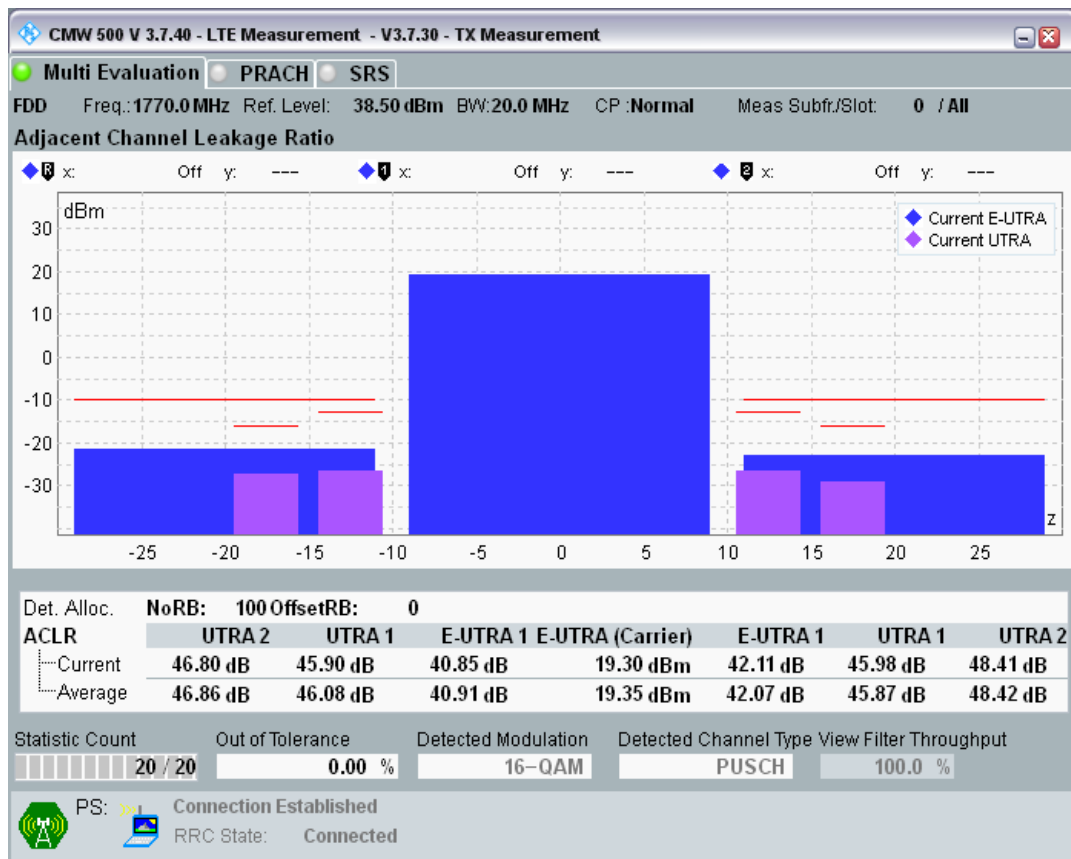 CMW 500 V 3.7.40 - LTE Measurement - V3.7.30 - TX Measurement
Multi Evaluation PRACH SRS
FDD Freq.:1770.0 MHz Ref. Level: 38.50 dBm BW:20.0 MHz CP :Normal Meas Subfr./Slot: 0 / All
Adjacent Channel Leakage Ratio
R x: Off y: --- 1 x: Off y: --- 2 x: Off y: ---
dBm
Current E-UTRA
Current UTRA
30
20
10
0
-10
-20
-30
z
-25 -20 -15 -10 -5 0 5 10 15 20 25
Det. Alloc. NoRB: 100 OffsetRB: 0
ACLR UTRA 2 UTRA 1 E-UTRA 1 E-UTRA (Carrier) E-UTRA 1 UTRA 1 UTRA 2
Current 46.80 dB 45.90 dB 40.85 dB 19.30 dBm 42.11 dB 45.98 dB 48.41 dB
Average 46.86 dB 46.08 dB 40.91 dB 19.35 dBm 42.07 dB 45.87 dB 48.42 dB
Statistic Count Out of Tolerance Detected Modulation Detected Channel Type View Filter Throughput
20 / 20 0.00 % 16-QAM PUSCH 100.0 %
PS: Connection Established
RRC State: Connected